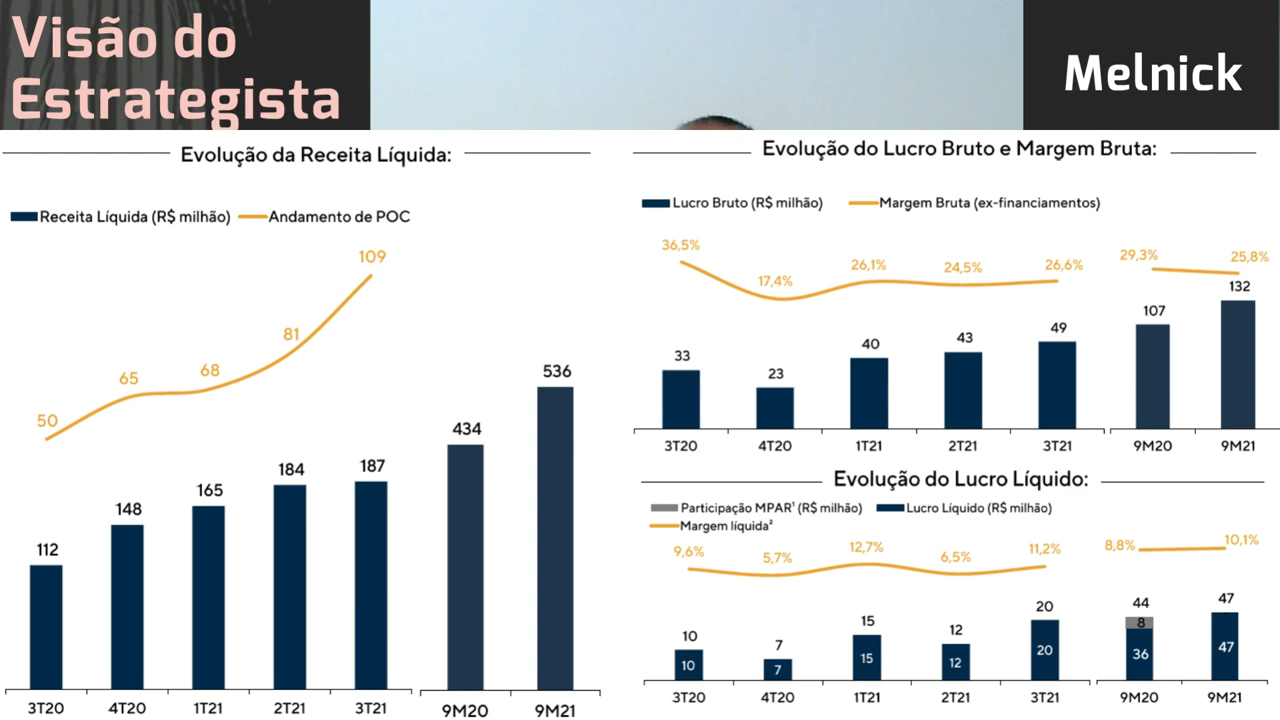 Visão do
Estrategista
Melnick
Evolução da Receita Líquida:
Receita Líquida (R$ milhão) Andamento de POC
50 65 68 81 109
112 148 165 184 187 434 536
3T20 4T20 1T21 2T21 3T21 9M20 9M21
Evolução do Lucro Bruto e Margem Bruta:
Lucro Bruto (R$ milhão) Margem Bruta (ex-financiamentos)
36,5% 17,4% 26,1% 24,5% 26,6% 29,3% 25,8%
33 23 40 43 49 107 132
3T20 4T20 1T21 2T21 3T21 9M20 9M21
Evolução do Lucro Líquido:
Participação MPAR¹ (R$ milhão) Lucro Líquido (R$ milhão)
Margem líquida²
9,6% 5,7% 12,7% 6,5% 11,2% 8,8% 10,1%
10 7 15 12 20 44 47
8
10 7 15 12 20 36 47
3T20 4T20 1T21 2T21 3T21 9M20 9M21